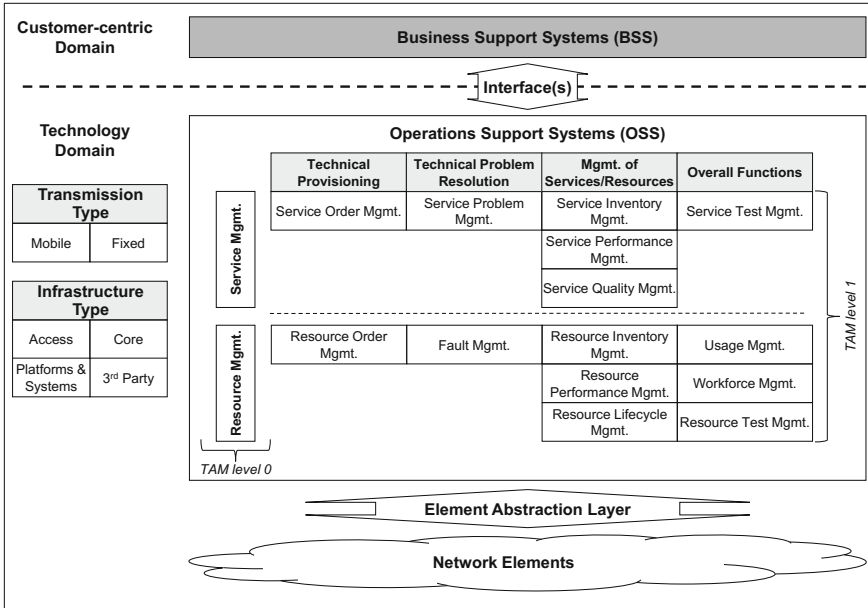 Customer-centric
Domain
Business Support Systems (BSS)
Interface(s)
Technology
Domain
Transmission
Type
Mobile
Fixed
Infrastructure
Type
Access
Core
Platforms &
Systems
3rd Party
Operations Support Systems (OSS)
Technical
Provisioning
Technical Problem
Resolution
Mgmt. of
Services/Resources
Overall Functions
Service Mgmt.
Service Order Mgmt.
Service Problem
Mgmt.
Service Inventory
Mgmt.
Service Test Mgmt.
Service Performance
Mgmt.
Service Quality Mgmt.
Resource Mgmt.
Resource Order
Mgmt.
Fault Mgmt.
Resource Inventory
Mgmt.
Usage Mgmt.
Resource
Performance Mgmt.
Workforce Mgmt.
Resource Lifecycle
Mgmt.
Resource Test Mgmt.
TAM level 0
TAM level 1
Element Abstraction Layer
Network Elements